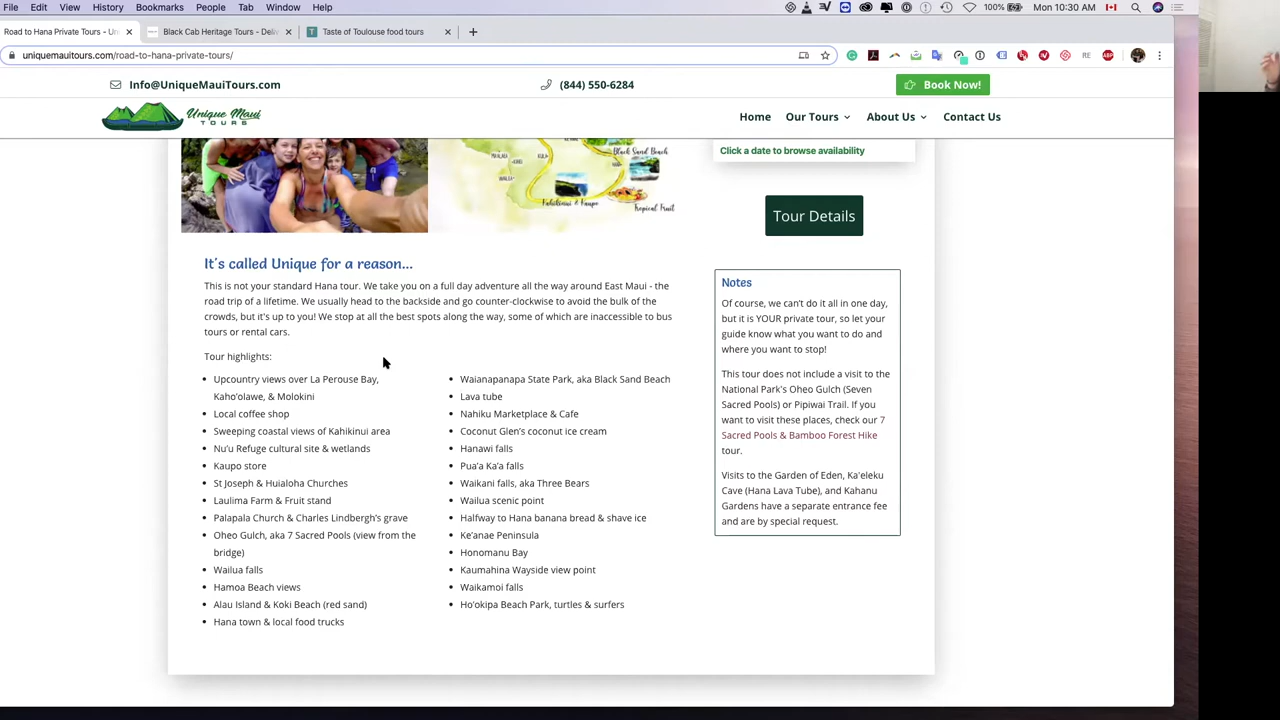 File Edit View History Bookmarks People Tab Window Help 100% Mon 10:30 AM
Road to Hana Private Tours - Un Black Cab Heritage Tours - Deliv Taste of Toulouse food tours
uniquemauitours.com/road-to-hana-private-tours/
Info@UniqueMauiTours.com (844) 550-6284 Book Now!
Unique Maui
TOURS
Home Our Tours About Us Contact Us
Black Sand Beach
Kahikinui & Kaupo
Tropical Fruit
Click a date to browse availability
Tour Details
It's called Unique for a reason...
This is not your standard Hana tour. We take you on a full day adventure all the way around East Maui - the
road trip of a lifetime. We usually head to the backside and go counter-clockwise to avoid the bulk of the
crowds, but it's up to you! We stop at all the best spots along the way, some of which are inaccessible to bus
tours or rental cars.
Tour highlights:
Upcountry views over La Perouse Bay,
Kaho'olawe, & Molokini
Local coffee shop
Sweeping coastal views of Kahikinui area
Nu'u Refuge cultural site & wetlands
Kaupo store
St Joseph & Huialoha Churches
Laulima Farm & Fruit stand
Palapala Church & Charles Lindbergh's grave
Oheo Gulch, aka 7 Sacred Pools (view from the
bridge)
Wailua falls
Hamoa Beach views
Alau Island & Koki Beach (red sand)
Hana town & local food trucks
Waianapanapa State Park, aka Black Sand Beach
Lava tube
Nahiku Marketplace & Cafe
Coconut Glen's coconut ice cream
Hanawi falls
Pua'a Ka'a falls
Waikani falls, aka Three Bears
Wailua scenic point
Halfway to Hana banana bread & shave ice
Ke'anae Peninsula
Honomanu Bay
Kaumahina Wayside view point
Waikamoi falls
Ho'okipa Beach Park, turtles & surfers
Notes
Of course, we can't do it all in one day,
but it is YOUR private tour, so let your
guide know what you want to do and
where you want to stop!
This tour does not include a visit to the
National Park's Oheo Gulch (Seven
Sacred Pools) or Pipiwai Trail. If you
want to visit these places, check our 7
Sacred Pools & Bamboo Forest Hike
tour.
Visits to the Garden of Eden, Ka'eleku
Cave (Hana Lava Tube), and Kahanu
Gardens have a separate entrance fee
and are by special request.